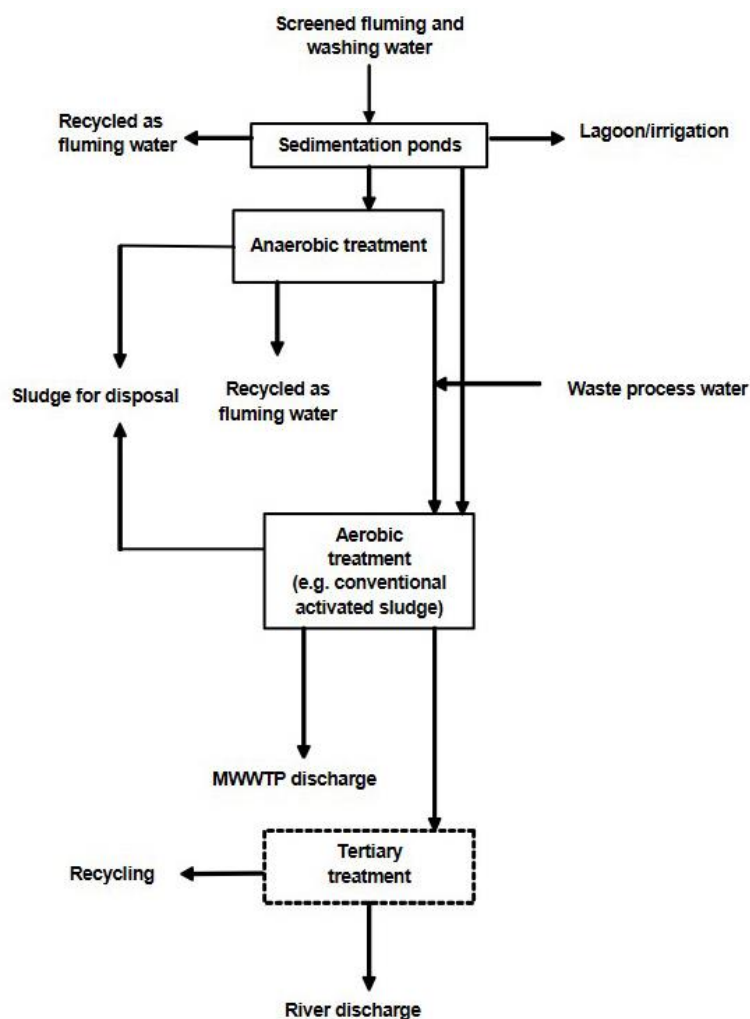 Screened fluming and
washing water
Recycled as
fluming water
Sedimentation ponds
Lagoon/irrigation
Anaerobic treatment
Sludge for disposal
Recycled as
fluming water
Waste process water
Aerobic
treatment
(e.g. conventional
activated sludge)
MWWTP discharge
Tertiary
treatment
Recycling
River discharge